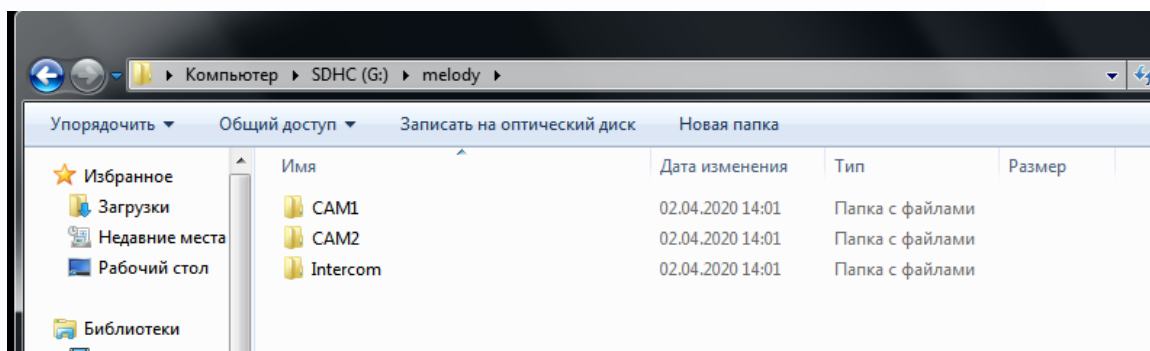 Компьютер ▸ SDHC (G:) ▸ melody ▸
Упорядочить ▾ Общий доступ ▾ Записать на оптический диск Новая папка
Избранное
Загрузки
Недавние места
Рабочий стол
Библиотеки
Имя Дата изменения Тип Размер
CAM1 02.04.2020 14:01 Папка с файлами
CAM2 02.04.2020 14:01 Папка с файлами
Intercom 02.04.2020 14:01 Папка с файлами